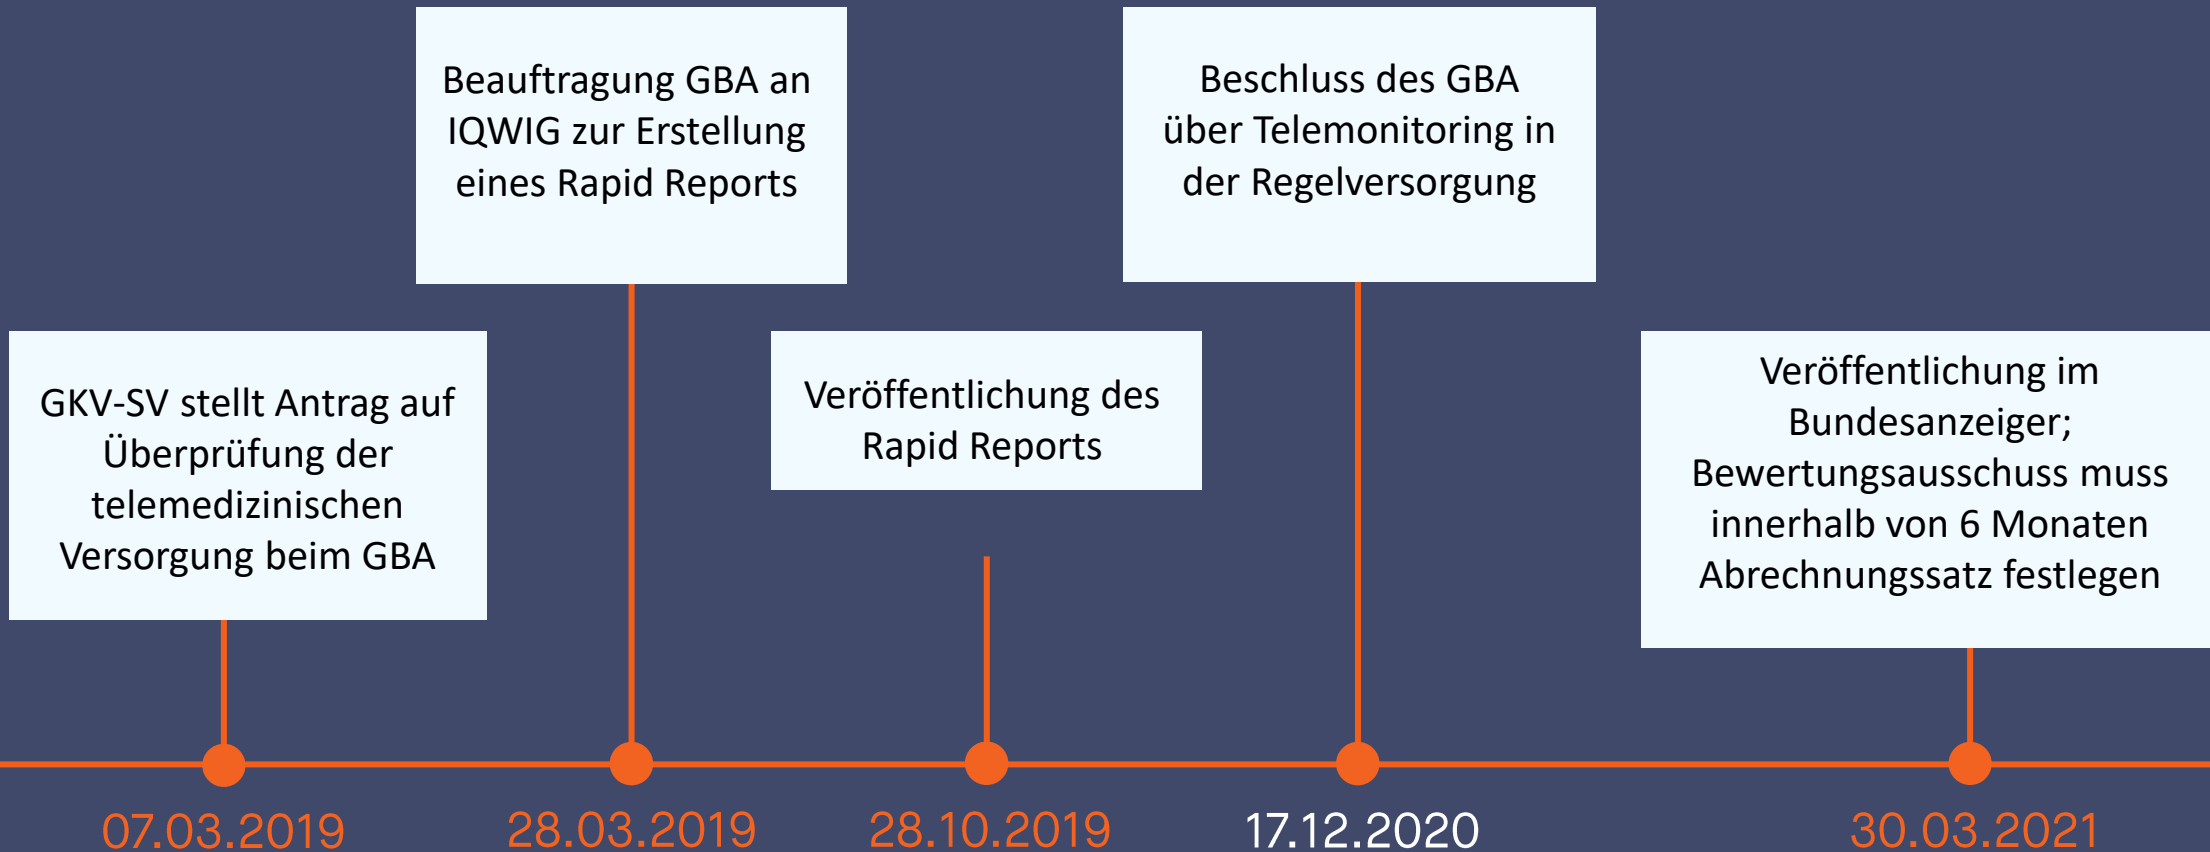 GKV-SV stellt Antrag auf
Überprüfung der
telemedizinischen
Versorgung beim GBA
07.03.2019
Beauftragung GBA an
IQWIG zur Erstellung
eines Rapid Reports
28.03.2019
Veröffentlichung des
Rapid Reports
28.10.2019
Beschluss des GBA
über Telemonitoring in
der Regelversorgung
17.12.2020
Veröffentlichung im
Bundesanzeiger;
Bewertungsausschuss muss
innerhalb von 6 Monaten
Abrechnungssatz festlegen
30.03.2021